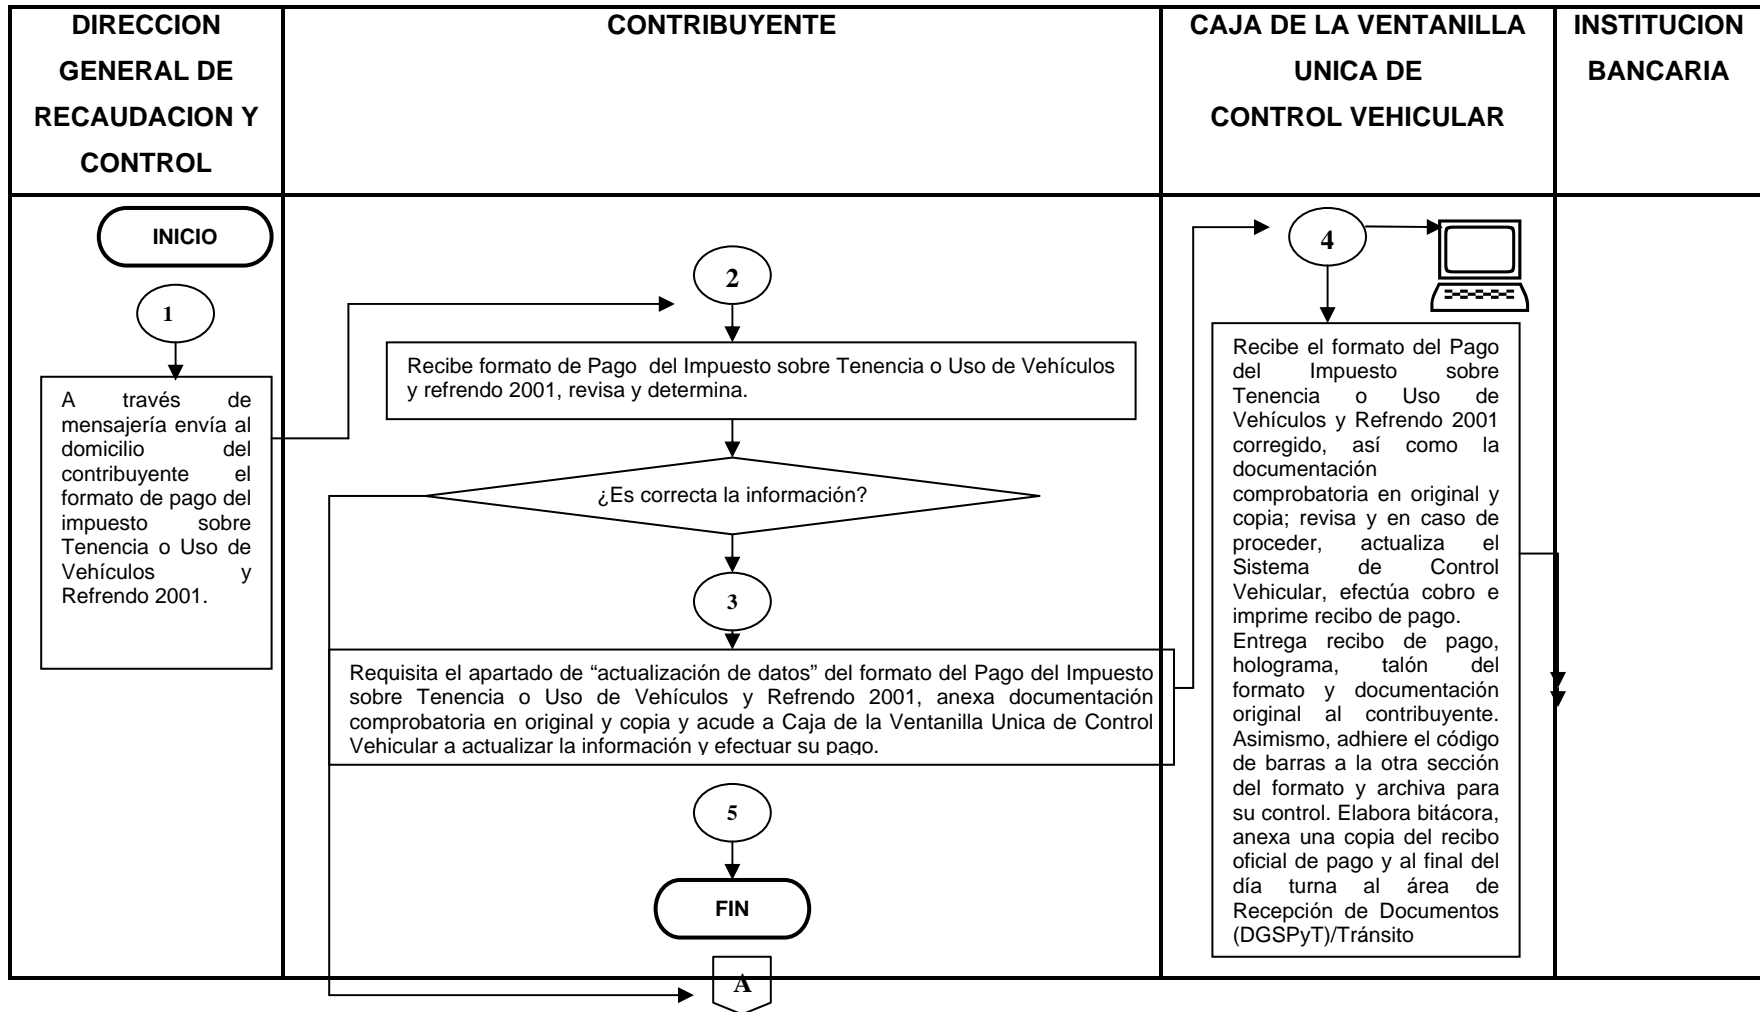 DIRECCION
GENERAL DE
RECAUDACION Y
CONTROL
CONTRIBUYENTE
CAJA DE LA VENTANILLA
UNICA DE
CONTROL VEHICULAR
INSTITUCION
BANCARIA
INICIO
1
A través de
mensajería envía al
domicilio del
contribuyente el
formato de pago del
impuesto sobre
Tenencia o Uso de
Vehículos y
Refrendo 2001.
2
Recibe formato de Pago del Impuesto sobre Tenencia o Uso de Vehículos
y refrendo 2001, revisa y determina.
¿Es correcta la información?
3
Requisita el apartado de “actualización de datos” del formato del Pago del Impuesto
sobre Tenencia o Uso de Vehículos y Refrendo 2001, anexa documentación
comprobatoria en original y copia y acude a Caja de la Ventanilla Unica de Control
Vehicular a actualizar la información y efectuar su pago.
5
FIN
A
4
Recibe el formato del Pago
del Impuesto sobre
Tenencia o Uso de
Vehículos y Refrendo 2001
corregido, así como la
documentación
comprobatoria en original y
copia; revisa y en caso de
proceder, actualiza el
Sistema de Control
Vehicular, efectúa cobro e
imprime recibo de pago.
Entrega recibo de pago,
holograma, talón del
formato y documentación
original al contribuyente.
Asimismo, adhiere el código
de barras a la otra sección
del formato y archiva para
su control. Elabora bitácora,
anexa una copia del recibo
oficial de pago y al final del
día turna al área de
Recepción de Documentos
(DGSPyT)/Tránsito